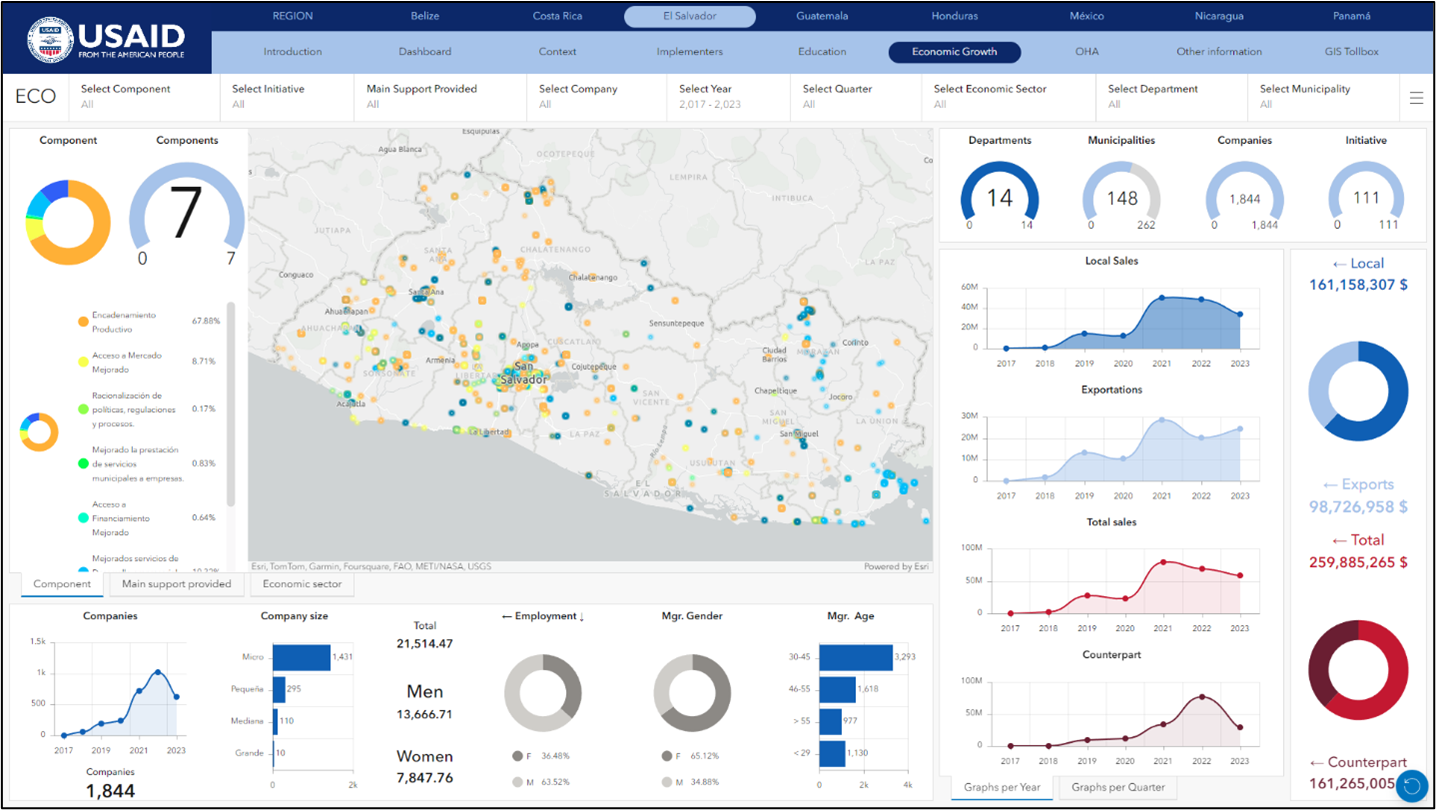 USAID
USAID
FROM THE AMERICAN PEOPLE
REGION
Belize
Costa Rica
El Salvador
Guatemala
Honduras
México
Nicaragua
Panamá
Introduction
Dashboard
Context
Implementers
Education
Economic Growth
OHA
Other information
GIS Tollbox
ECO
Select Component
All
Select Initiative
All
Main Support Provided
All
Select Company
All
Select Year
2,017 - 2,023
Select Quarter
All
Select Economic Sector
All
Select Department
All
Select Municipality
All
Component
Components
7
0
7
Encadenamiento
Productivo
67.88%
Acceso a Mercado
Mejorado
8.71%
Racionalización de
políticas, regulaciones
y procesos.
0.17%
Mejorado la prestación
de servicios
municipales a empresas.
0.83%
Acceso a
Financiamiento
Mejorado
0.64%
Mejorados servicios de
Esquipulas
Agua Blanca
OCOTEPEQUE
LEMPIRA
INTIBUCA
JUTIAPA
SANTA
ANA
CHALATENANGO
LA PAZ
Conguaco
Chalatenango
Santa Ana
Ahuachapan
AHUACHAPAN
Sensuntepeque
Apopa
CUSCATLAN
Armenia
Cojutepeque
San
Salvador
SONSONATE
LIBERTAD
Ciudad
Barrios
Corinto
MORAZAN
Chapeltique
Jocoro
SAN
VICENTE
Acajutla
La Libertad
LA PAZ
SAN
MIGUEL
San Miguel
LA UNION
USULUTAN
EL
SALVADOR
Esri, TomTom, Garmin, Foursquare, FAO, METI/NASA, USGS
Powered by Esri
Component
Main support provided
Economic sector
Departments
14
0
14
Municipalities
148
0
262
Companies
1,844
0
1,844
Initiative
111
0
111
Local Sales
60M
40M
20M
0
2017
2018
2019
2020
2021
2022
2023
Exportations
30M
20M
10M
0
2017
2018
2019
2020
2021
2022
2023
Total sales
100M
50M
0
2017
2018
2019
2020
2021
2022
2023
Counterpart
100M
50M
0
2017
2018
2019
2020
2021
2022
2023
Graphs per Year
Graphs per Quarter
← Local
161,158,307 $
← Exports
98,726,958 $
← Total
259,885,265 $
← Counterpart
161,265,005
Companies
1.5k
1k
500
0
2017
2019
2021
2023
Companies
1,844
Company size
Micro
1,431
Pequeña
295
Mediana
110
Grande
10
0
2k
Total
21,514.47
Men
13,666.71
Women
7,847.76
← Employment ↓
F 36.48%
M 63.52%
Mgr. Gender
F 65.12%
M 34.88%
Mgr. Age
30-45
3,293
46-55
1,618
> 55
977
< 29
1,130
0
2k
4k